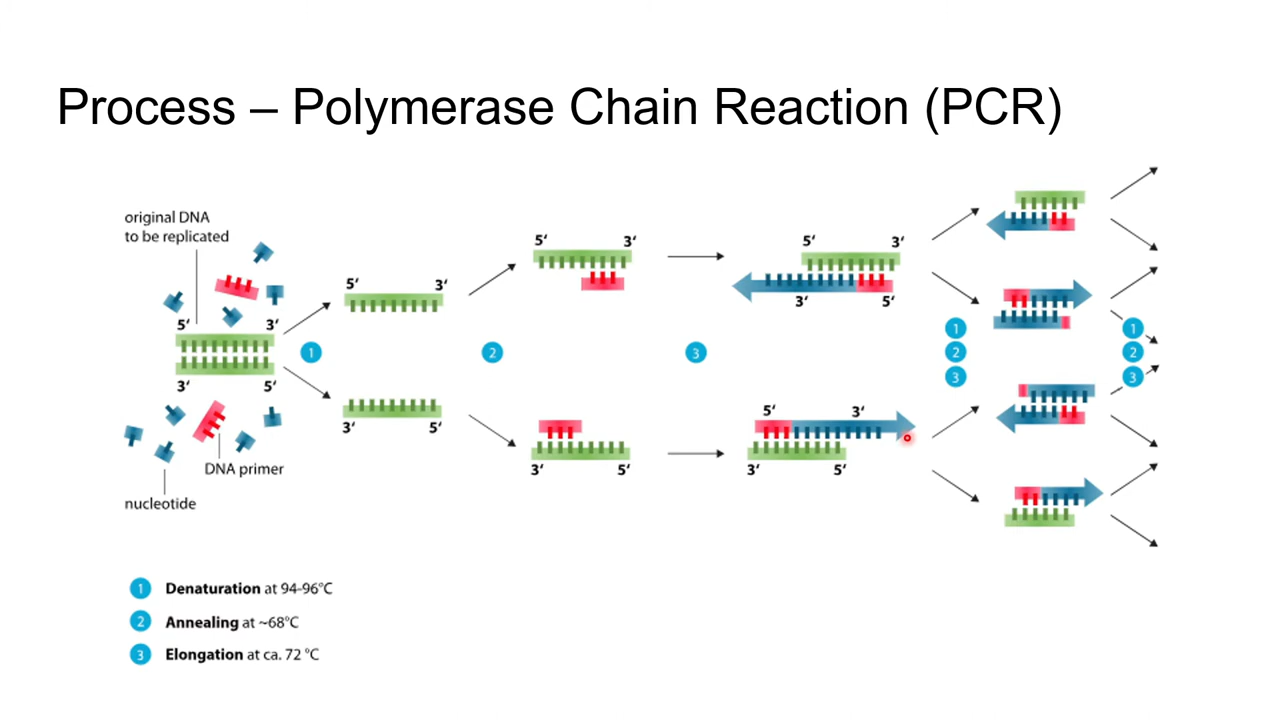 Process – Polymerase Chain Reaction (PCR)
original DNA
to be replicated
5' 3'
3' 5'
DNA primer
nucleotide
1
5' 3'
3' 5'
2
5' 3'
3' 5'
3
5' 3'
3' 5'
5' 3'
3' 5'
1
2
3
1
2
3
1 Denaturation at 94-96°C
2 Annealing at ~68°C
3 Elongation at ca. 72 °C